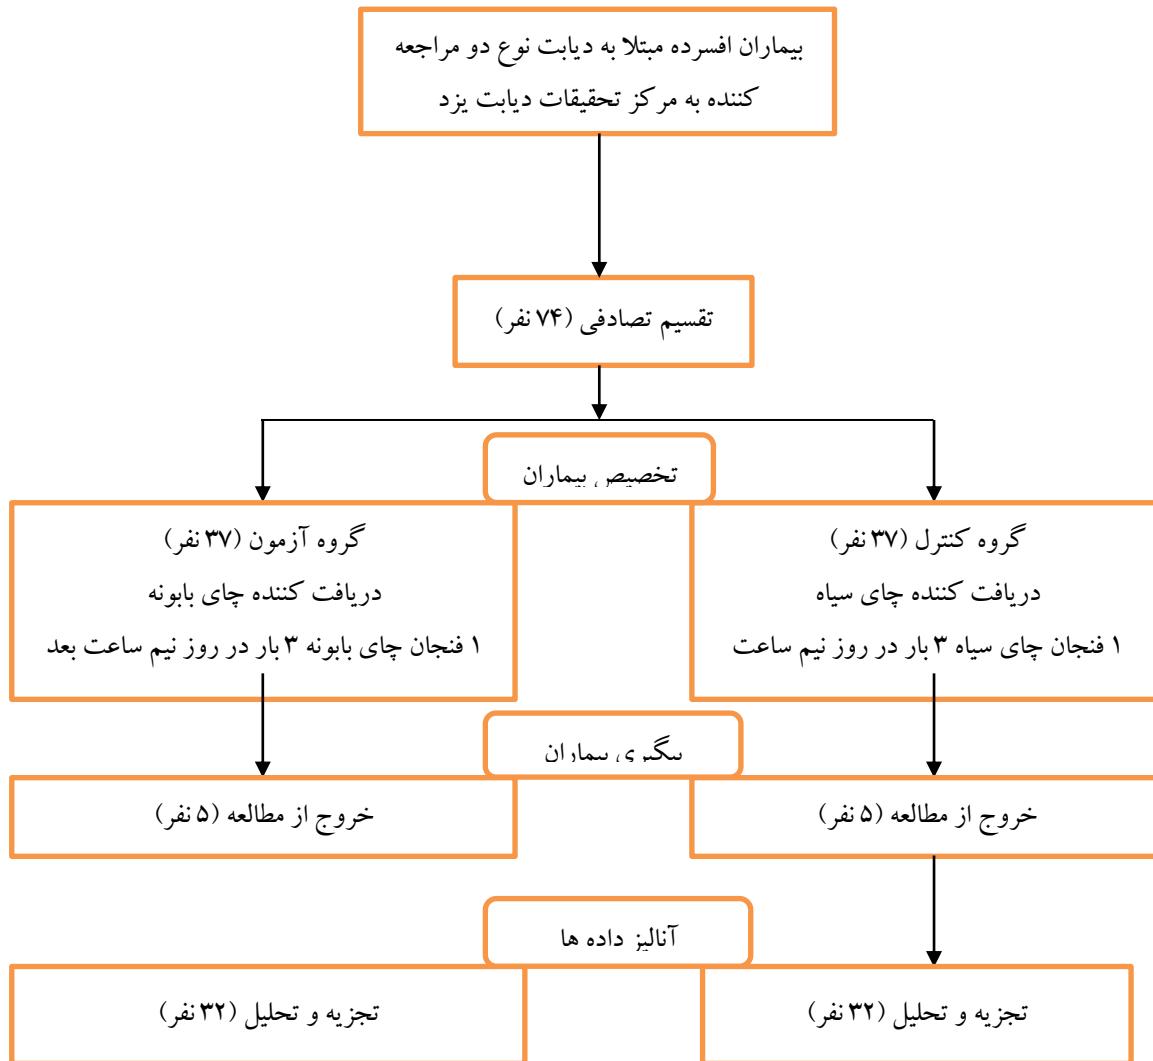 بیماران افسرده مبتلا به دیابت نوع دو مراجعه
کننده به مرکز تحقیقات دیابت یزد
تقسیم تصادفی (۷۴ نفر)
تخصیص بیماران
گروه کنترل (۳۷ نفر)
دریافت کننده چای سیاه
۱ فنجان چای سیاه ۳ بار در روز نیم ساعت
گروه آزمون (۳۷ نفر)
دریافت کننده چای بابونه
۱ فنجان چای بابونه ۳ بار در روز نیم ساعت بعد
پیگیری بیماران
خروج از مطالعه (۵ نفر)
خروج از مطالعه (۵ نفر)
آنالیز داده ها
تجزیه و تحلیل (۳۲ نفر)
تجزیه و تحلیل (۳۲ نفر)